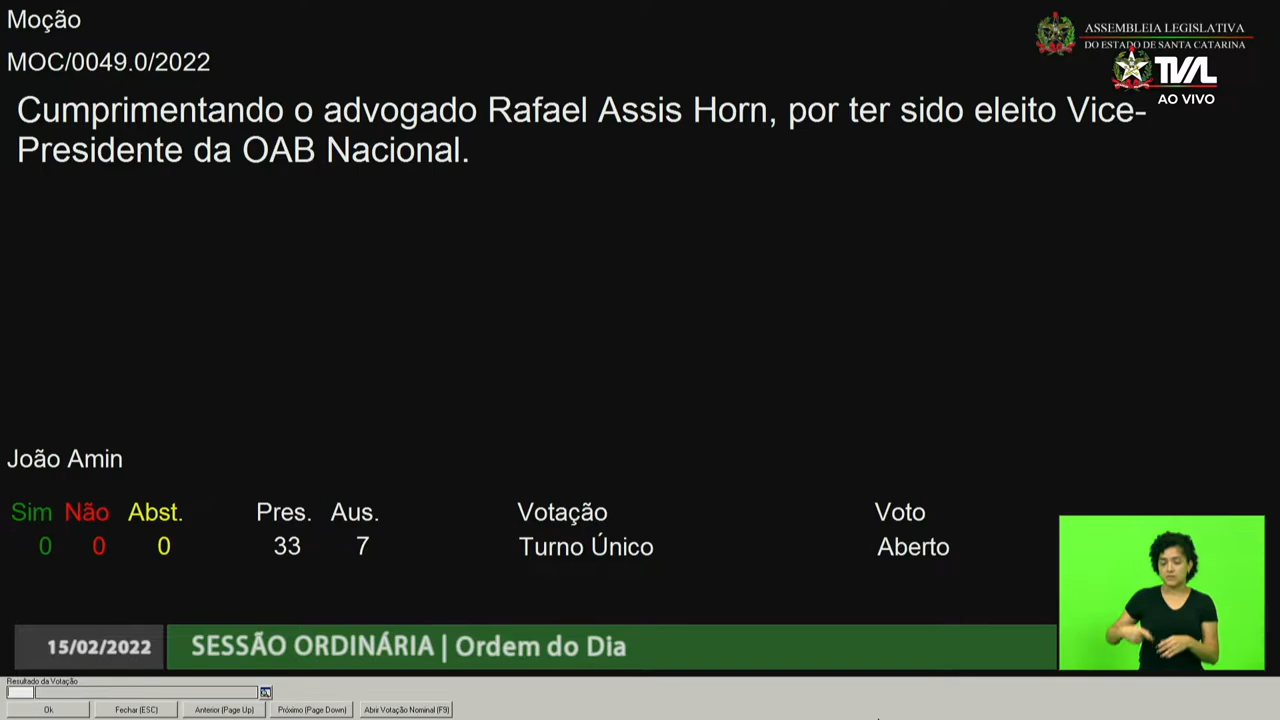 Moção
ASSEMBLEIA LEGISLATIVA
DO ESTADO DE SANTA CATARINA
MOC/0049.0/2022
TVAL
AO VIVO
Cumprimentando o advogado Rafael Assis Horn, por ter sido eleito Vice-
Presidente da OAB Nacional.
João Amin
Sim Não Abst. Pres. Aus. Votação Voto
0 0 0 33 7 Turno Único Aberto
15/02/2022 SESSÃO ORDINÁRIA | Ordem do Dia
Resultado da Votação
Ok Fechar (ESC) Anterior (Page Up) Próximo (Page Down) Abrir Votação Nominal (F9)